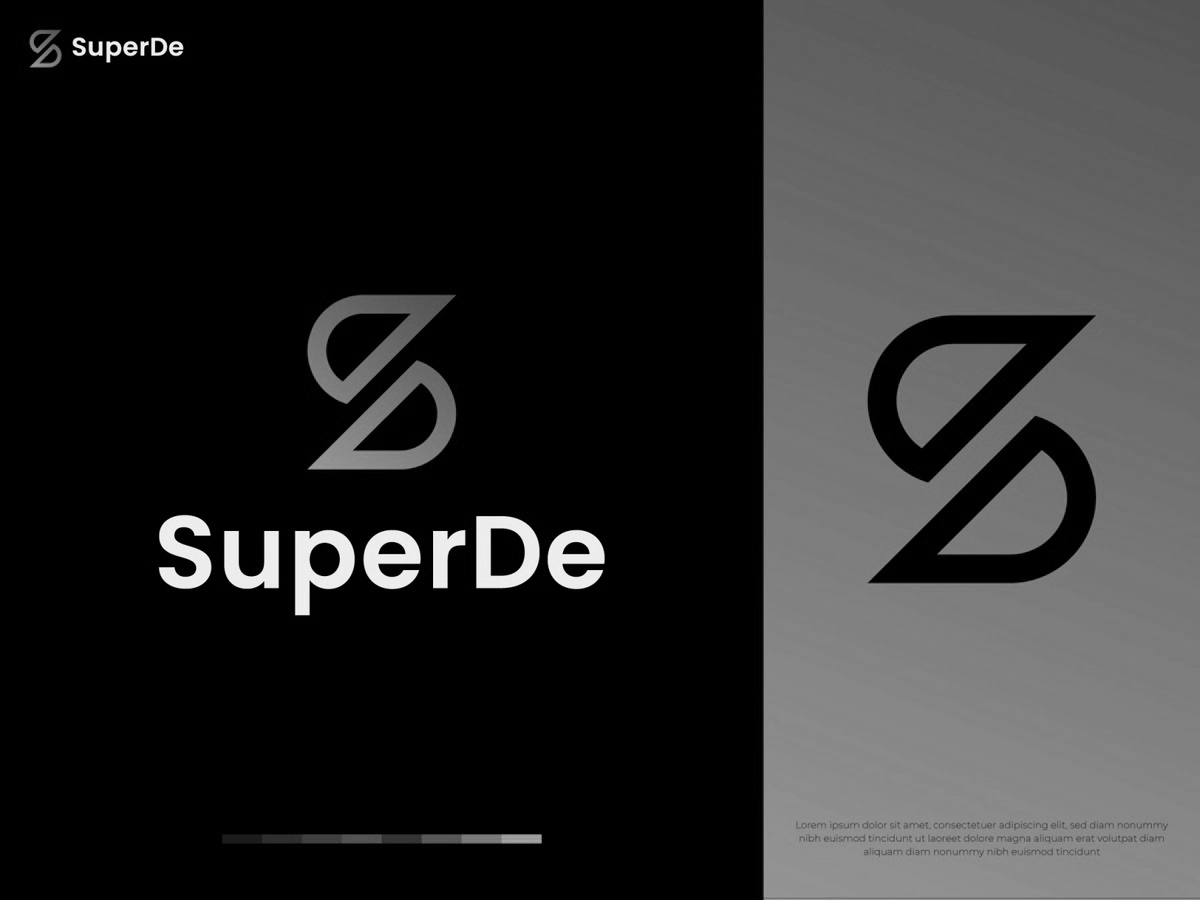 SuperDe
SuperDe
Lorem ipsum dolor sit amet, consectetuer adipiscing elit, sed diam nonummy
nibh euismod tincidunt ut laoreet dolore magna aliquam erat volutpat diam
aliquam diam nonummy nibh euismod tincidunt